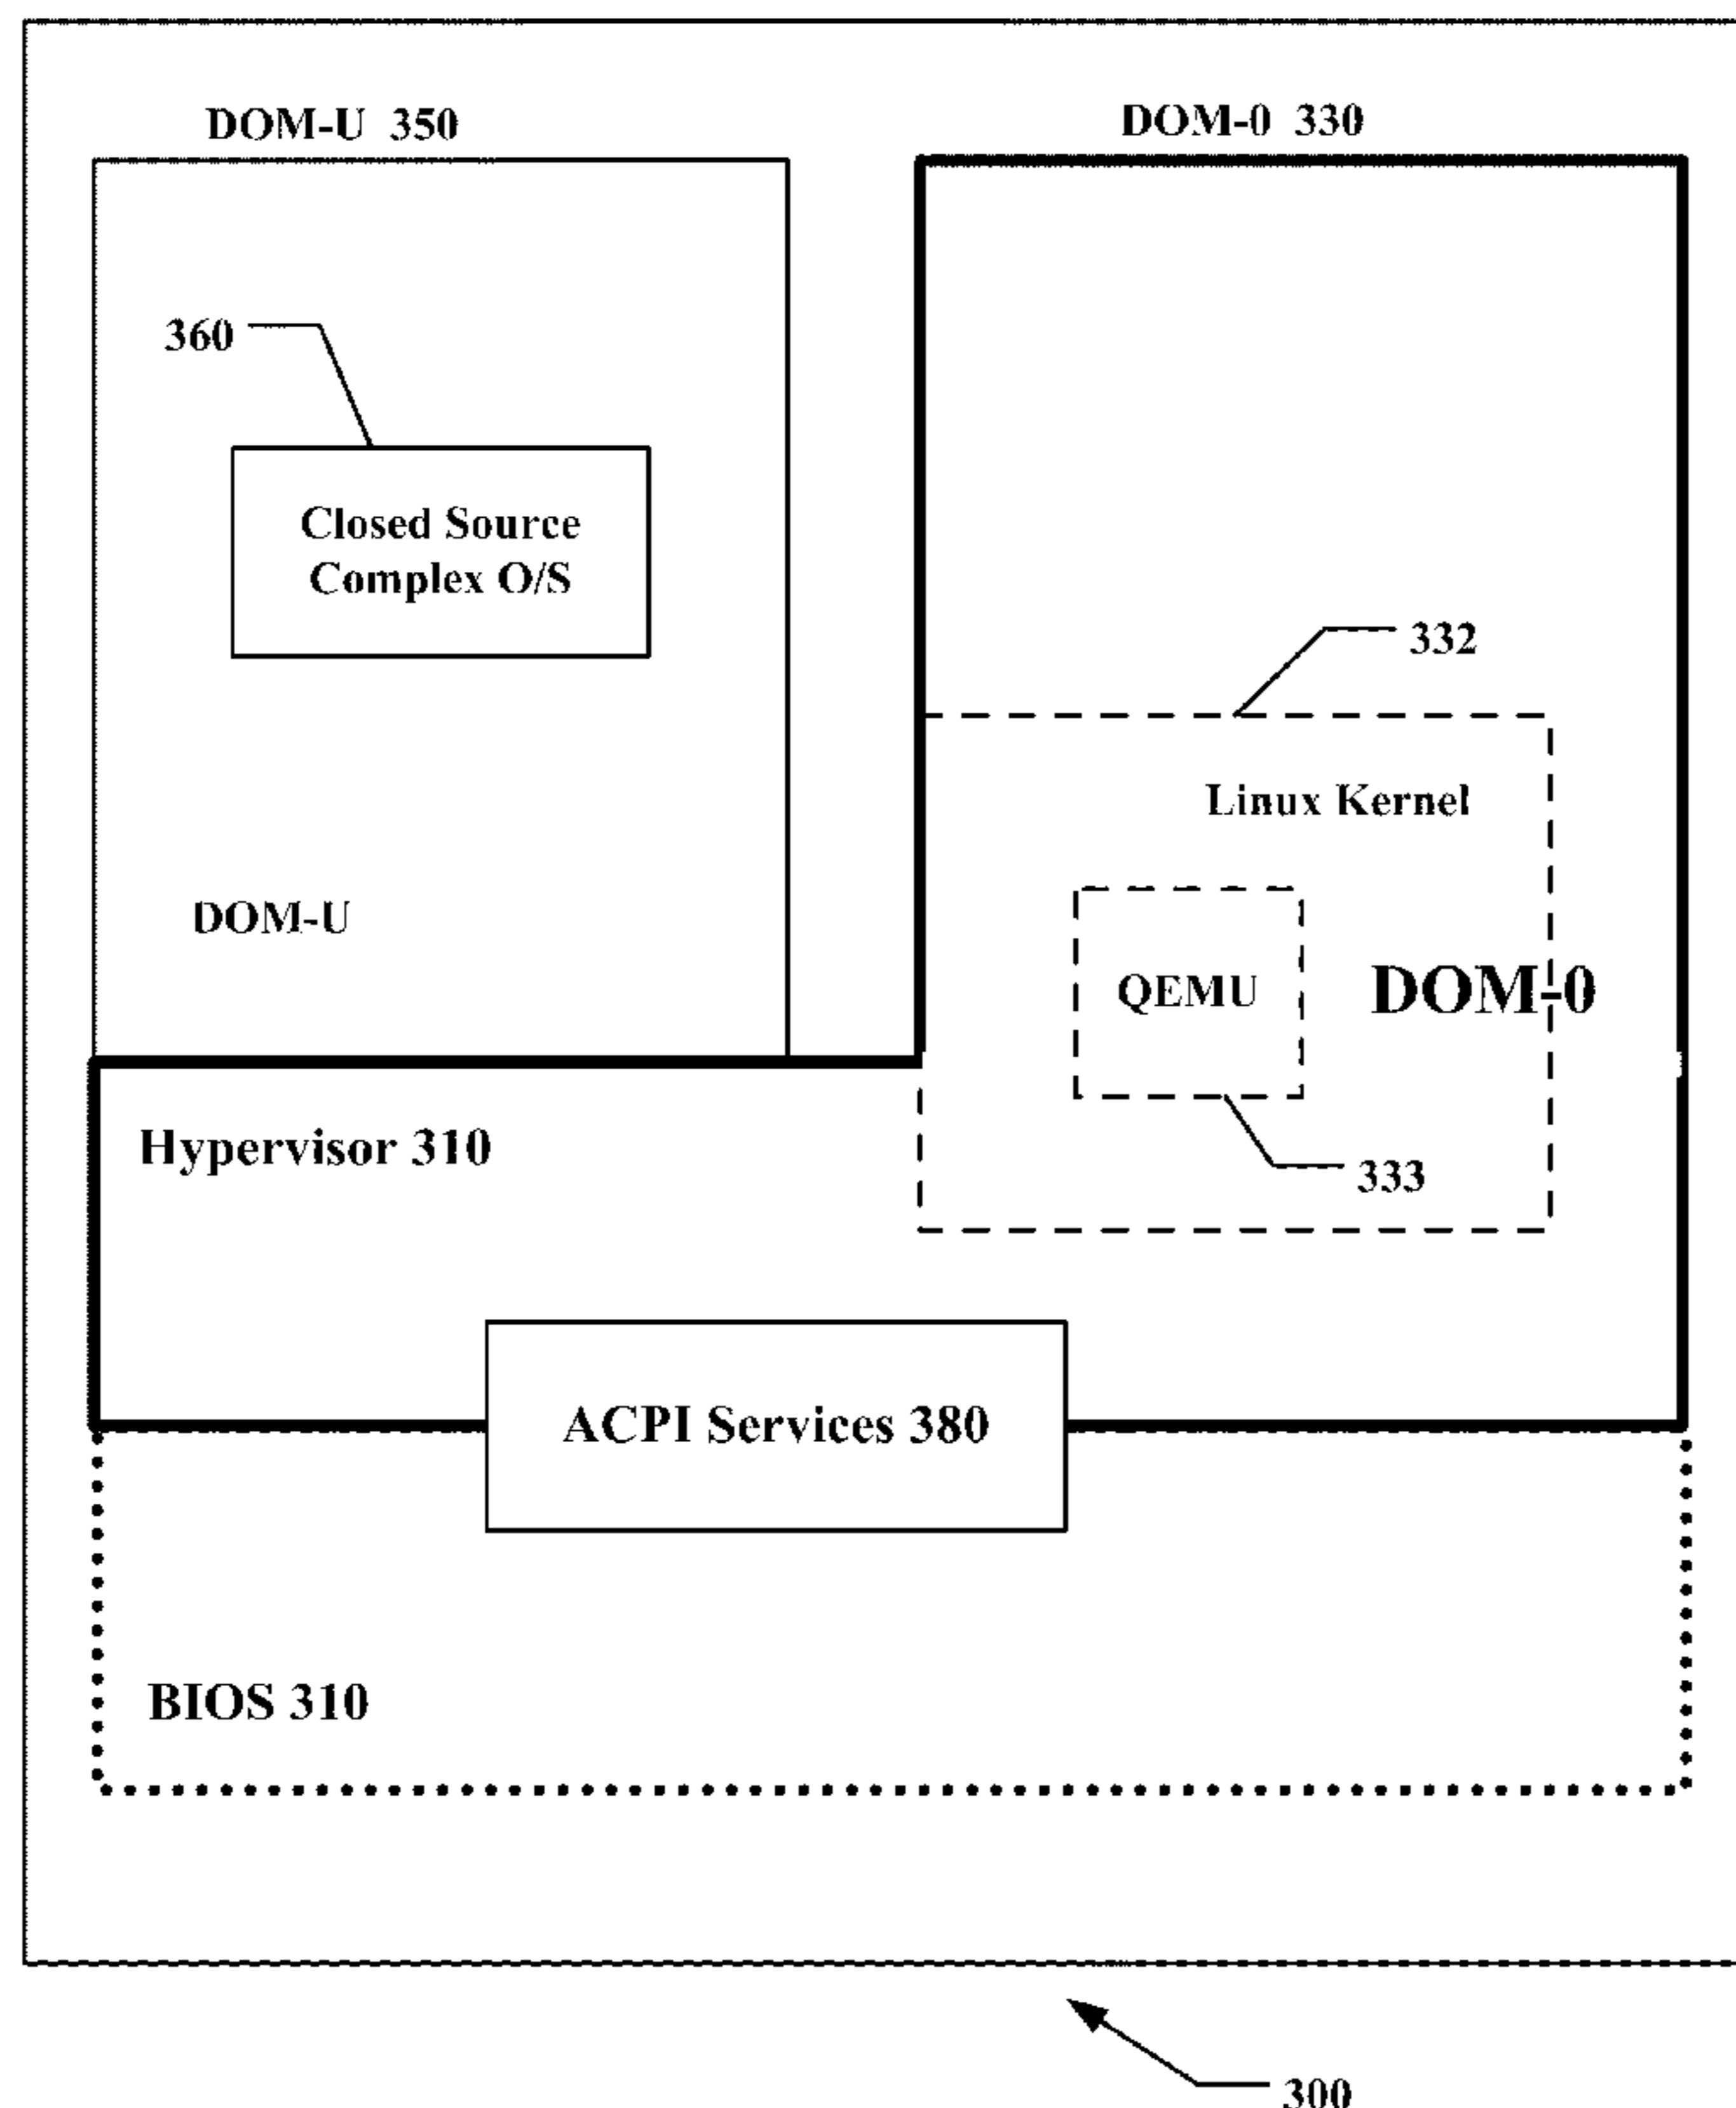 DOM-U 350
DOM-0 330
360
Closed Source
Complex O/S
332
Linux Kernel
DOM-U
QEMU
DOM-0
Hypervisor 310
333
ACPI Services 380
BIOS 310
300